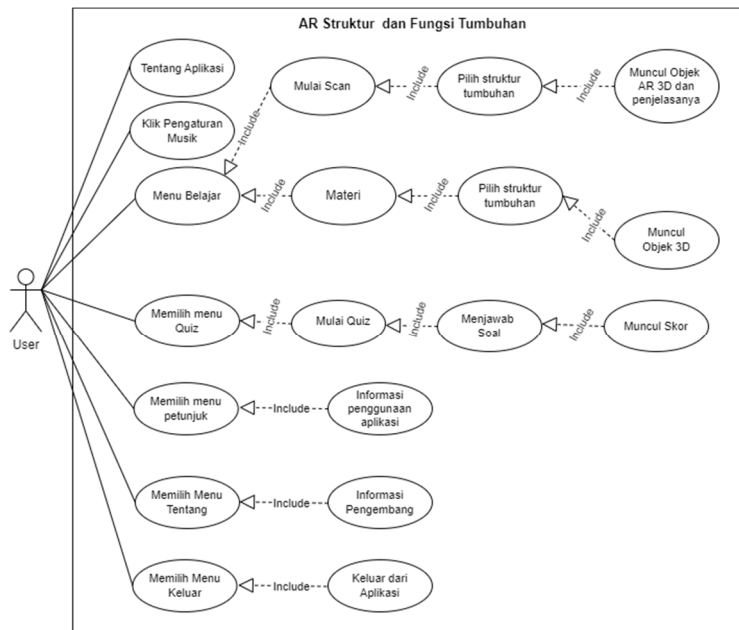 AR Struktur dan Fungsi Tumbuhan
Tentang Aplikasi
Klik Pengaturan
Musik
Menu Belajar
Include
Mulai Scan
Include
Pilih struktur
tumbuhan
Include
Muncul Objek
AR 3D dan
penjelasanya
Include
Materi
Include
Pilih struktur
tumbuhan
Include
Muncul
Objek 3D
User
Memilih menu
Quiz
Include
Mulai Quiz
include
Menjawab
Soal
Include
Muncul Skor
Memilih menu
petunjuk
Include
Informasi
penggunaan
aplikasi
Memilih Menu
Tentang
Include
Informasi
Pengembang
Memilih Menu
Keluar
Include
Keluar dari
Aplikasi